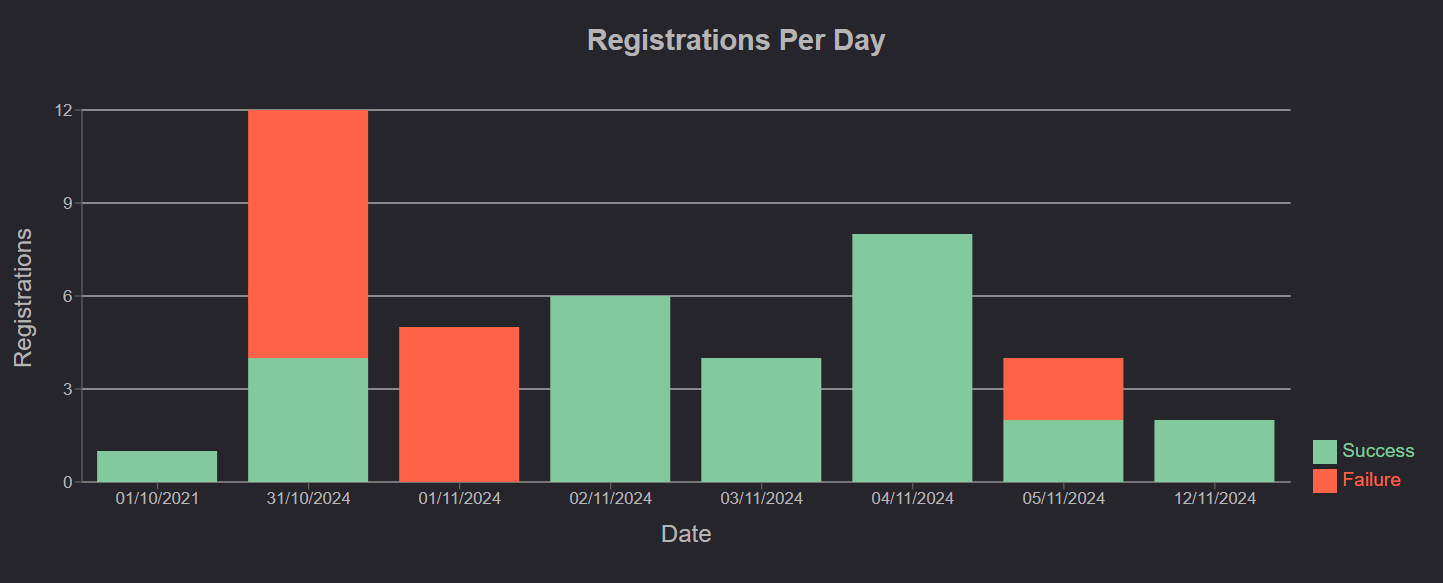 Registrations Per Day
12
9
6
3
0
Registrations
01/10/2021 31/10/2024 01/11/2024 02/11/2024 03/11/2024 04/11/2024 05/11/2024 12/11/2024
Date
Success
Failure